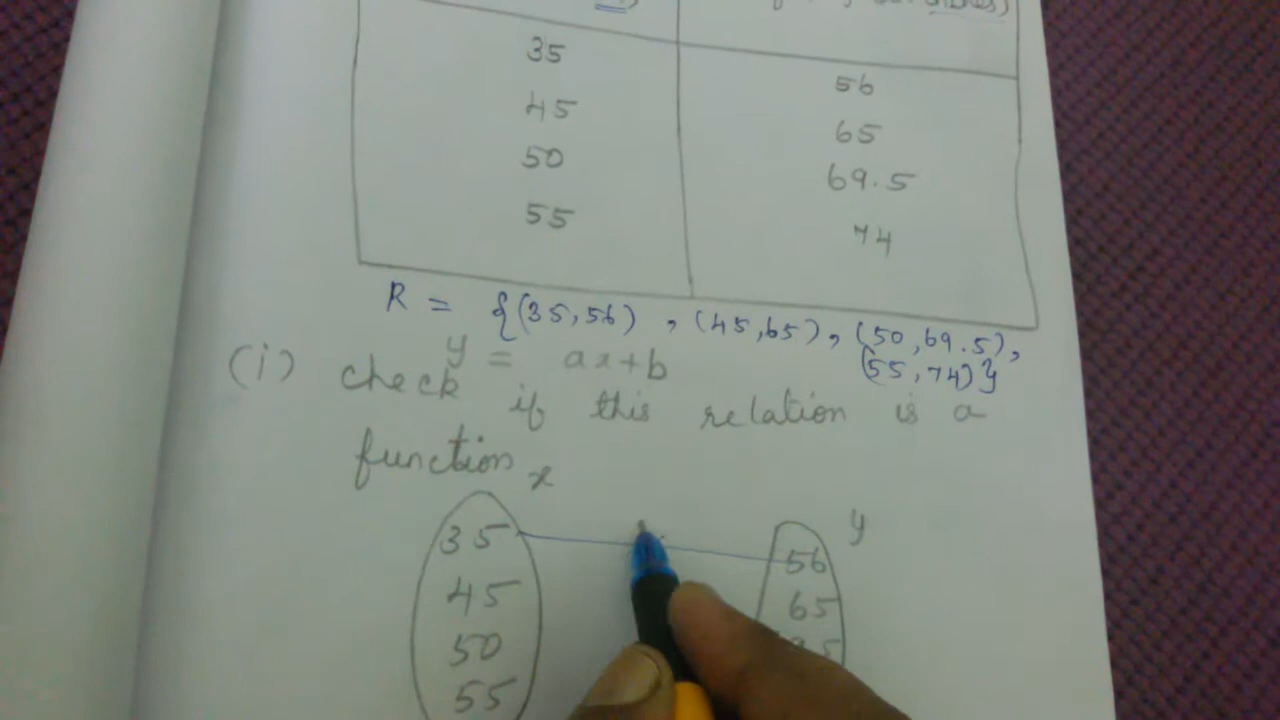 35 56
45 65
50 69.5
55 74
R = {(35,56) , (45,65), (50,69.5),
(55,74)}
y = ax+b
(i) check if this relation is a
function
x y
35 56
45 65
50
55